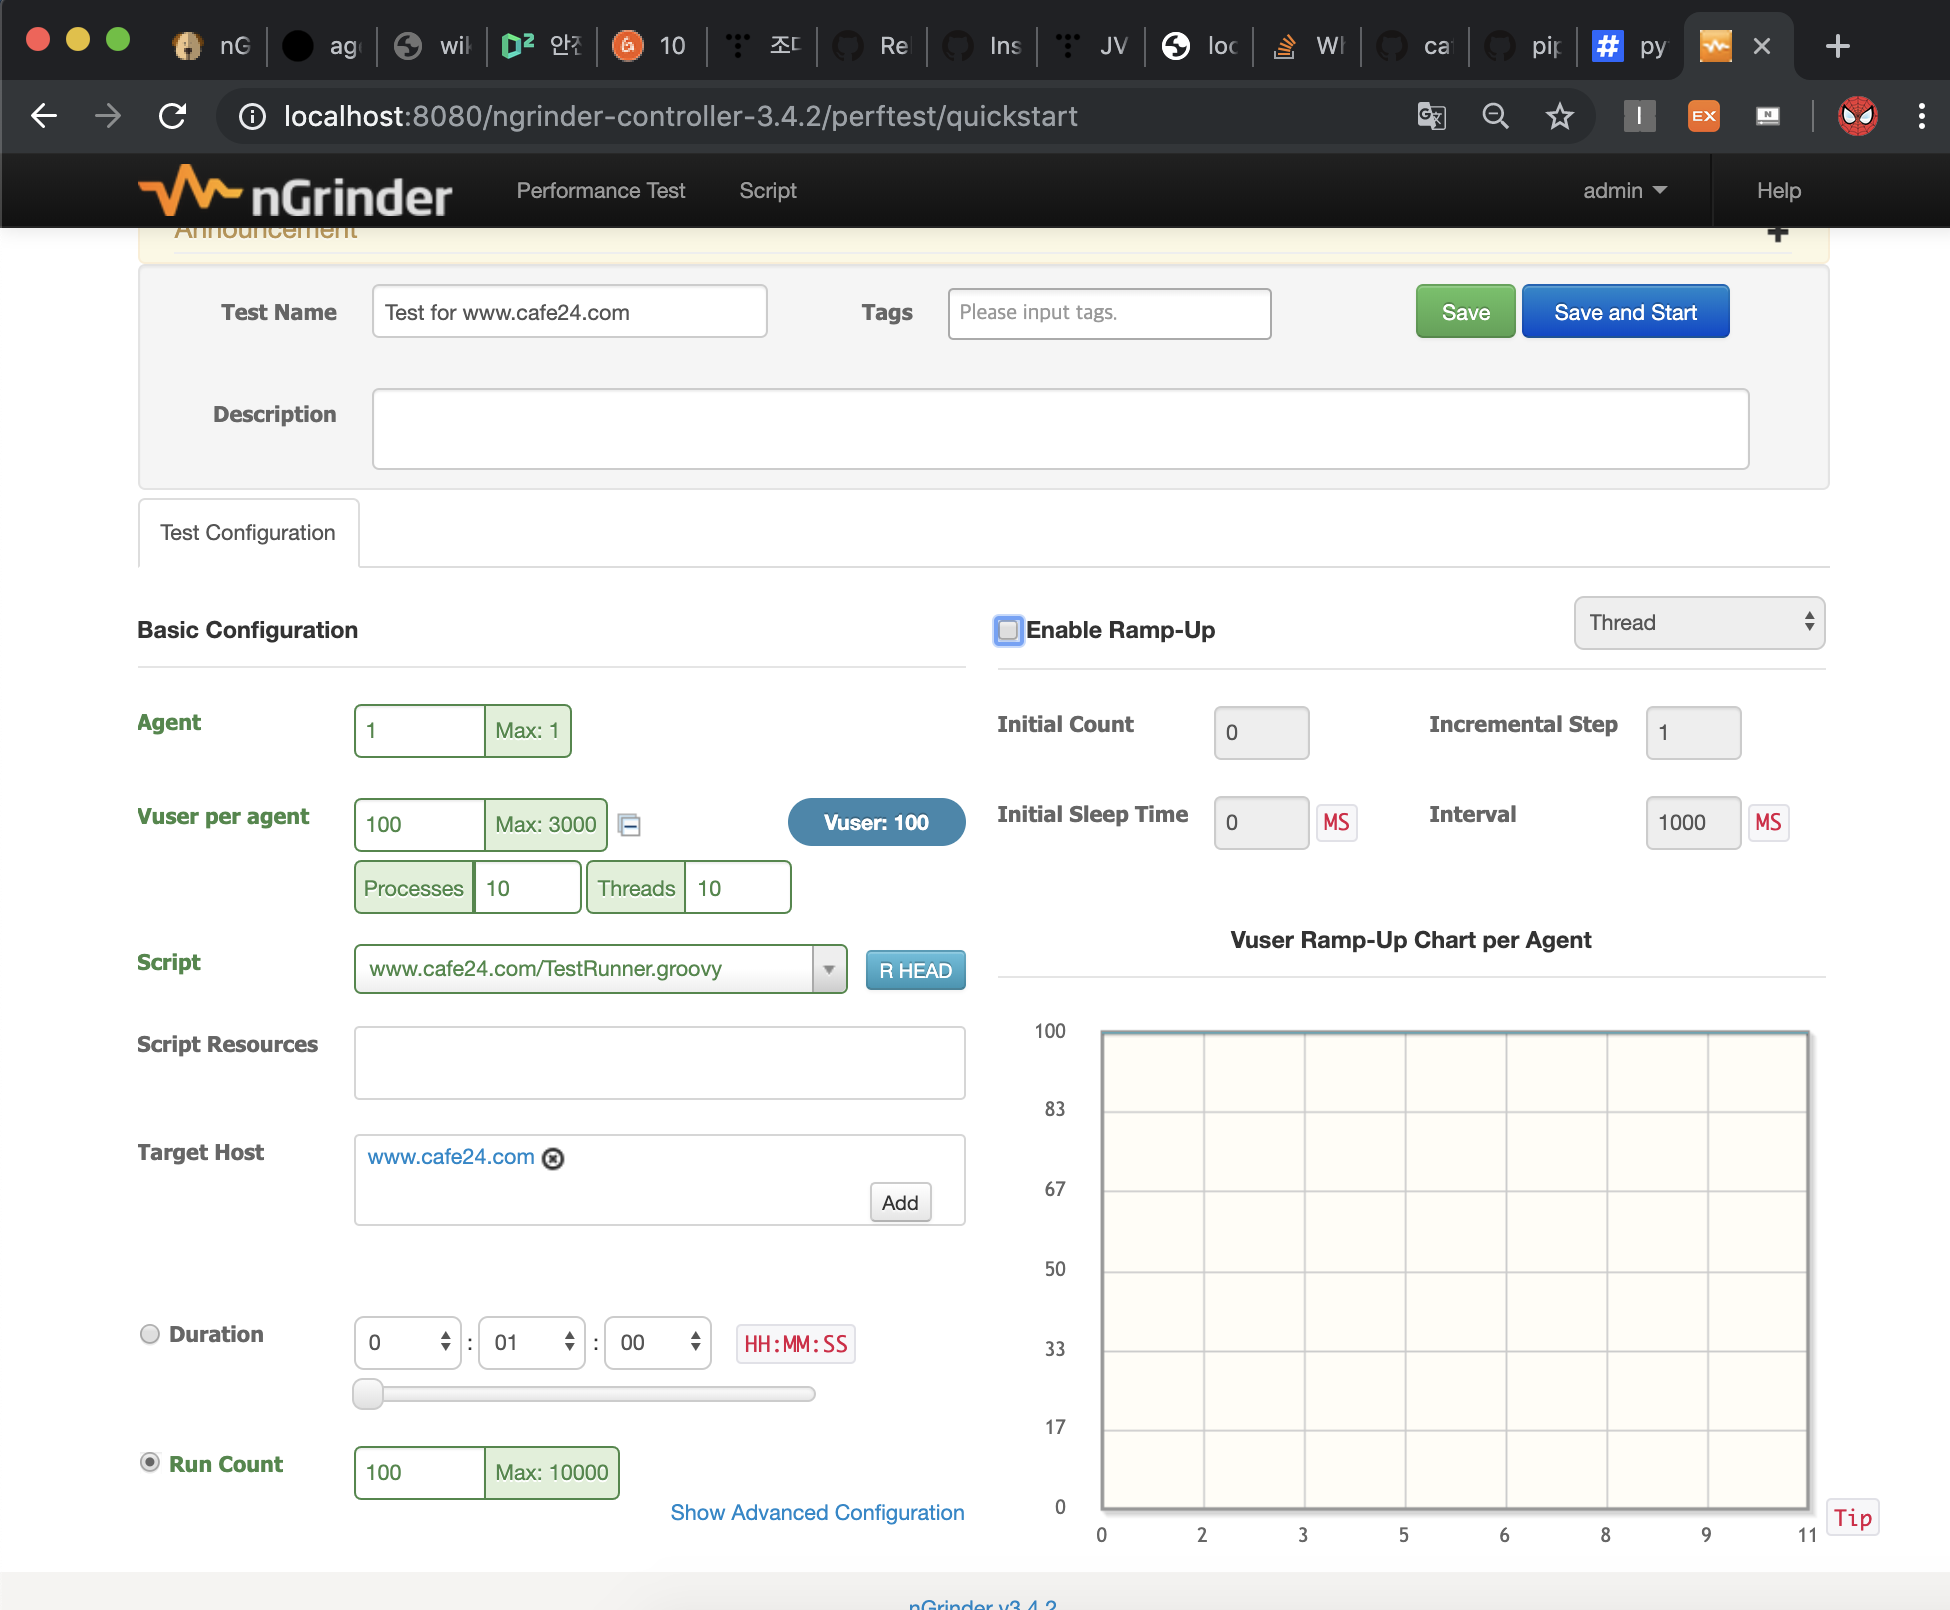 nG
ag
wik
안전
10
조
Re
Ins
JV
loc
Wh
ca
pip
py
localhost:8080/ngrinder-controller-3.4.2/perftest/quickstart
EX
nGrinder
Performance Test
Script
admin
Help
Announcement
Test Name
Test for www.cafe24.com
Tags
Please input tags.
Save
Save and Start
Description
Test Configuration
Basic Configuration
Enable Ramp-Up
Thread
Agent
1
Max: 1
Initial Count
0
Incremental Step
1
Vuser per agent
100
Max: 3000
Vuser: 100
Initial Sleep Time
0
MS
Interval
1000
MS
Processes
10
Threads
10
Vuser Ramp-Up Chart per Agent
Script
www.cafe24.com/TestRunner.groovy
R HEAD
Script Resources
Target Host
www.cafe24.com
Add
Duration
0 : 01 : 00
HH:MM:SS
Run Count
100
Max: 10000
Show Advanced Configuration
100
83
67
50
33
17
0
0 2 3 5 6 8 9 11
Tip
nGrinder v3.4.2